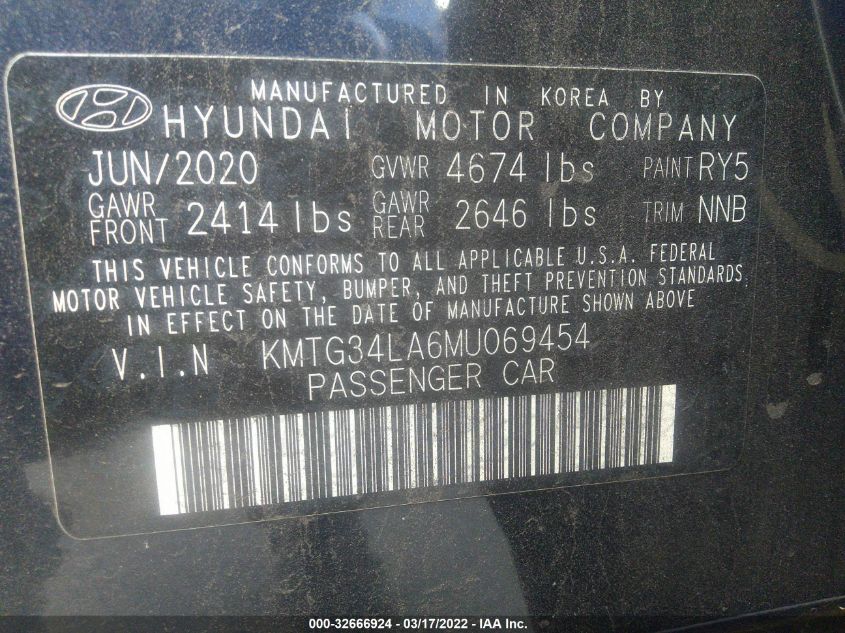 MANUFACTURED IN KOREA BY
HYUNDAI MOTOR COMPANY
JUN/2020 GVWR 4674 lbs PAINT RY5
GAWR FRONT 2414 lbs GAWR REAR 2646 lbs TRIM NNB
THIS VEHICLE CONFORMS TO ALL APPLICABLE U.S.A. FEDERAL
MOTOR VEHICLE SAFETY, BUMPER, AND THEFT PREVENTION STANDARDS
IN EFFECT ON THE DATE OF MANUFACTURE SHOWN ABOVE
V.I.N KMTG34LA6MU069454
PASSENGER CAR
000-32666924 - 03/17/2022 - IAA Inc.